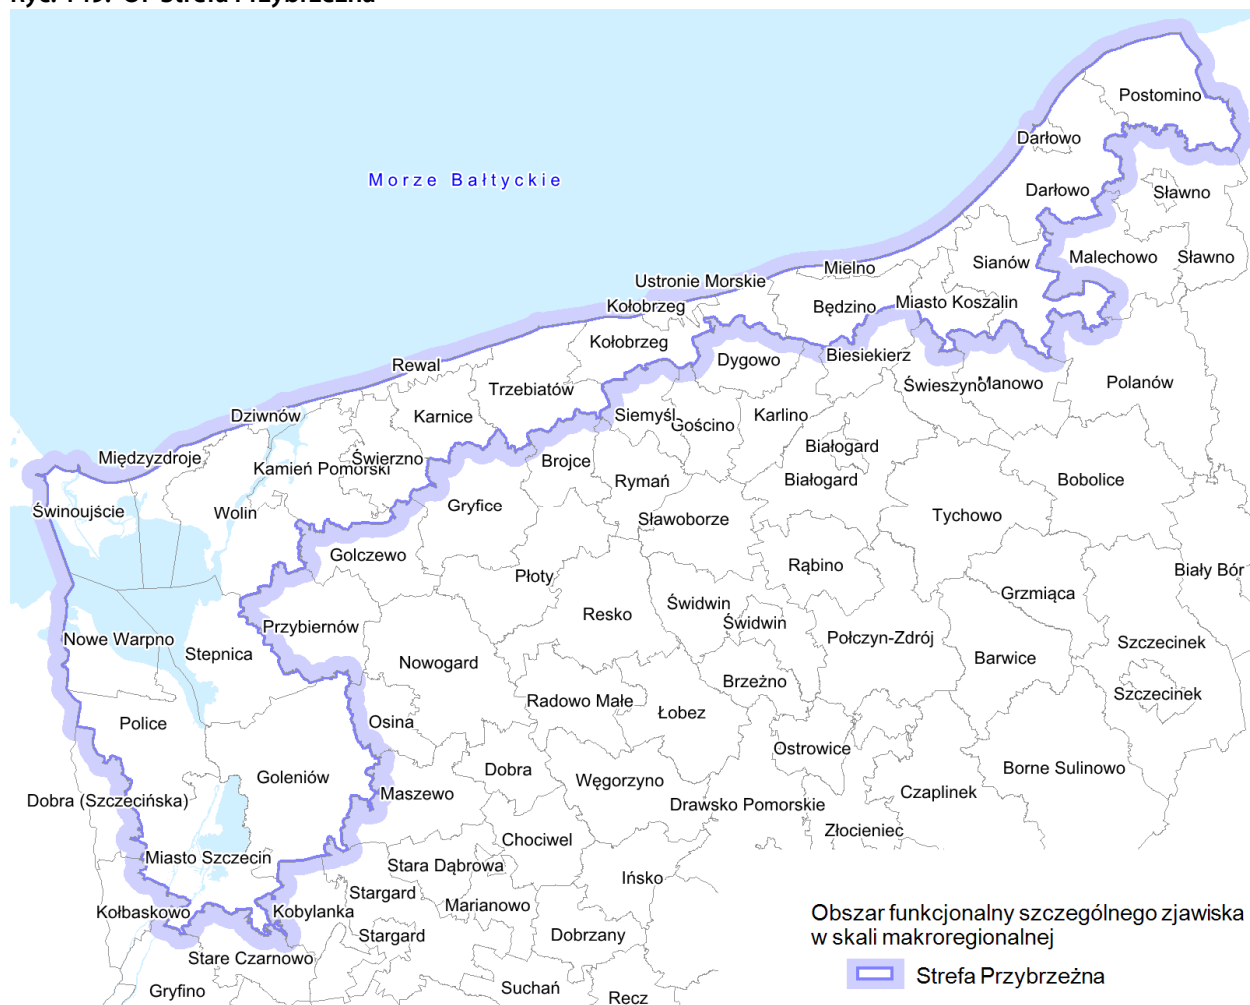 Ryc. 149. OF Strefa Przybrzeżna
Postomino
Darłowo
Morze Bałtyckie
Darłowo
Sławno
Malechowo
Sławno
Sianów
Mielno
Ustronie Morskie
Będzino
Miasto Koszalin
Kołobrzeg
Kołobrzeg
Biesiekierz
Dygowo
Rewal
Świeszyno
Manowo
Polanów
Trzebiatów
Karnice
Dziwnów
Siemyśl
Gościno
Karlino
Białogard
Międzyzdroje
Kamień Pomorski
Świerzno
Brojce
Rymań
Białogard
Bobolice
Świnoujście
Wolin
Gryfice
Sławoborze
Tychowo
Golczewo
Płoty
Rąbino
Biały Bór
Grzmiąca
Resko
Świdwin
Świdwin
Przybiernów
Nowe Warpno
Stepnica
Połczyn-Zdrój
Szczecinek
Nowogard
Barwice
Brzeżno
Szczecinek
Radowo Małe
Łobez
Police
Osina
Ostrowice
Goleniów
Dobra
Węgorzyno
Borne Sulinowo
Dobra (Szczecińska)
Maszewo
Drawsko Pomorskie
Czaplinek
Złocieniec
Chociwel
Miasto Szczecin
Stara Dąbrowa
Ińsko
Stargard
Marianowo
Kołbaskowo
Kobylanka
Stargard
Dobrzany
Stare Czarnowo
Gryfino
Suchań
Recz
Obszar funkcjonalny szczególnego zjawiska
w skali makroregionalnej
Strefa Przybrzeżna